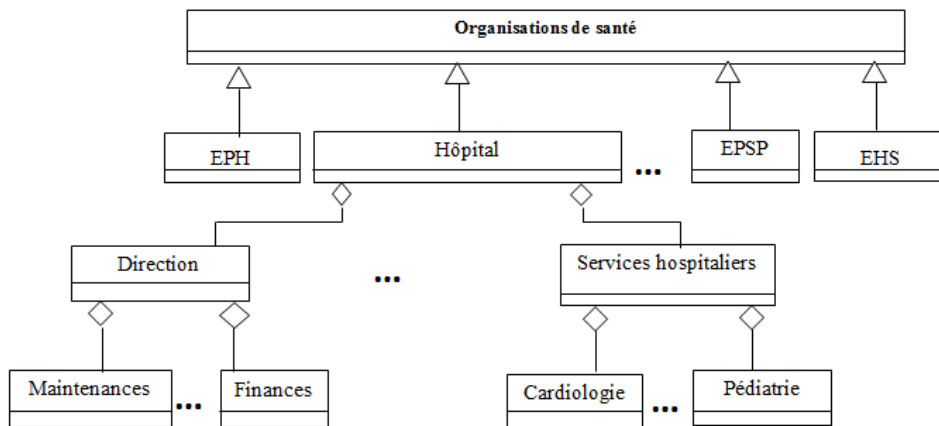 Organisations de santé
EPH
Hôpital
...
EPSP
EHS
Direction
...
Services hospitaliers
Maintenances
...
Finances
Cardiologie
...
Pédiatrie